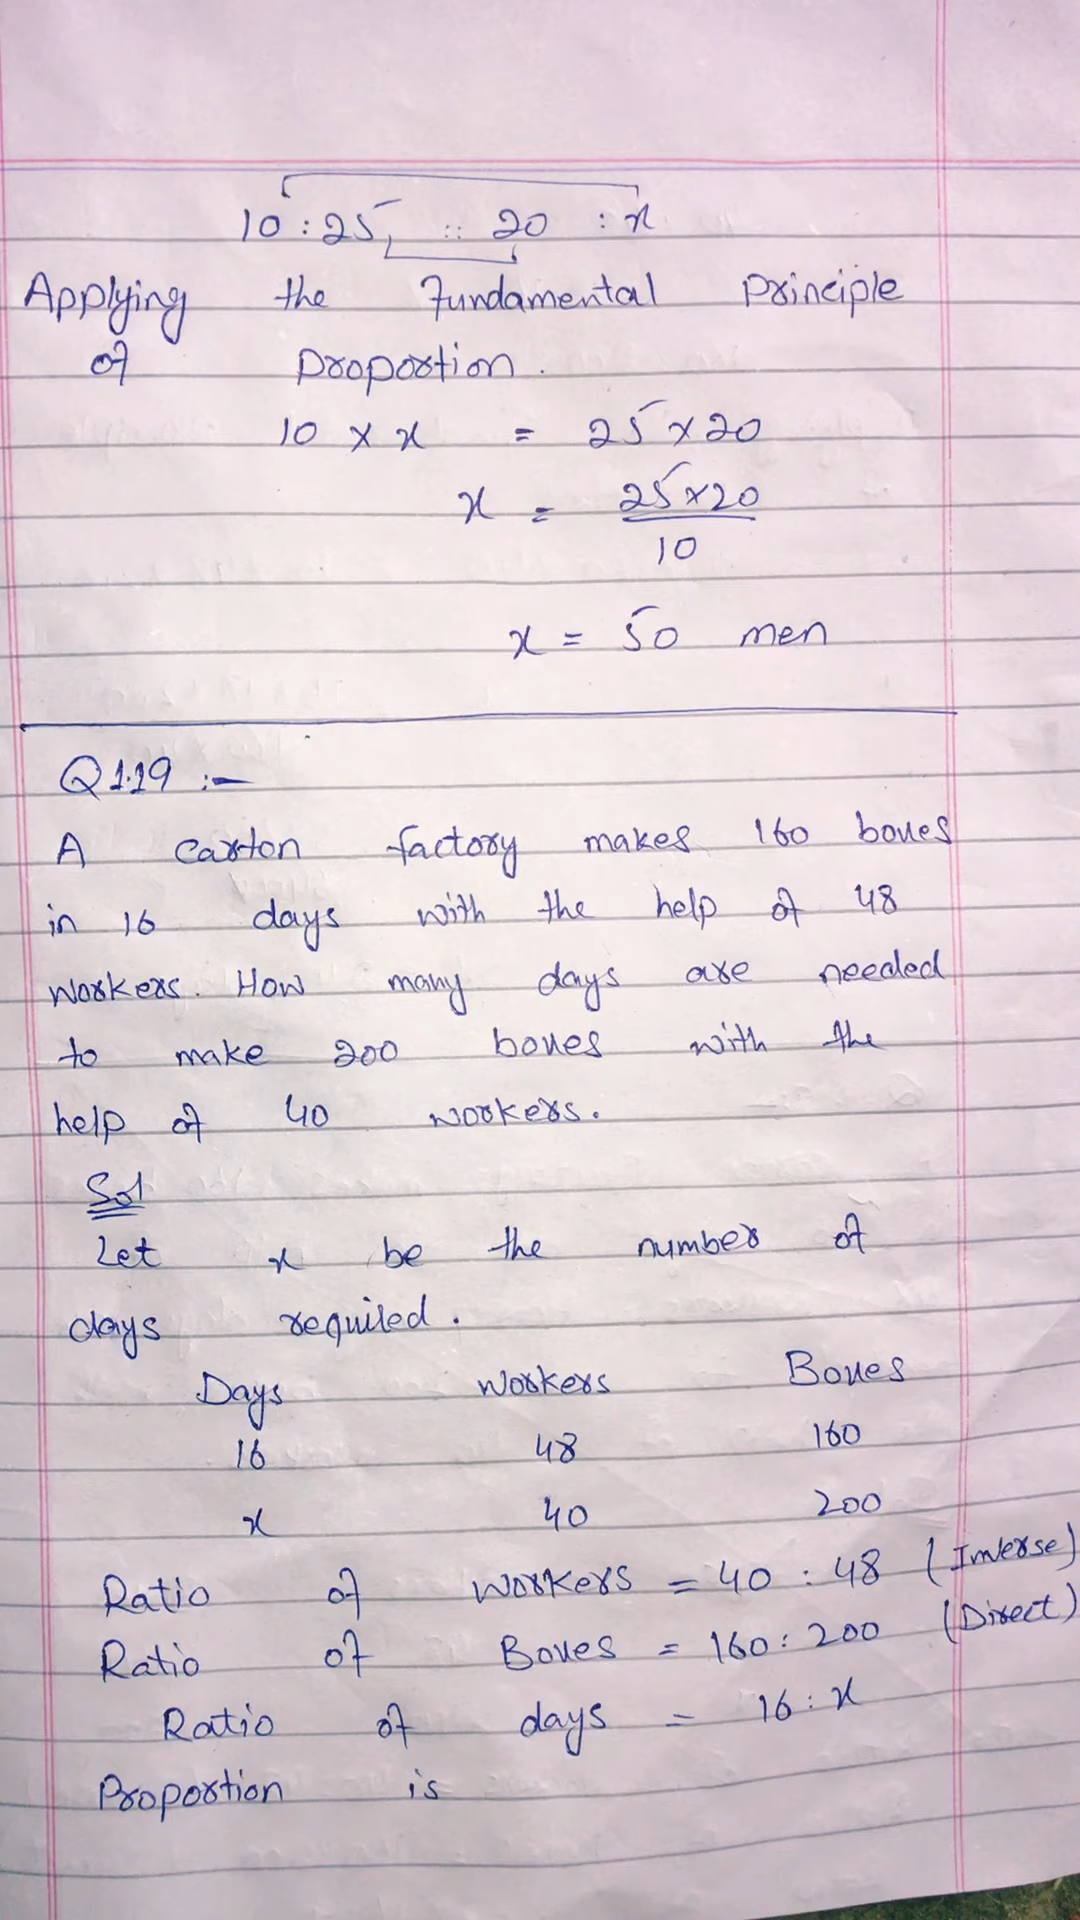 10 : 25 :: 20 : x
Applying the Fundamental Principle
of Proportion.
10 × x = 25 × 20
x = 25×20
10
x = 50 men
Q1.19 :-
A carton factory makes 160 boxes
in 16 days with the help of 48
workers. How many days are needed
to make 200 boxes with the
help of 40 workers.
Sol
Let x be the number of
days required.
Days Workers Boxes
16 48 160
x 40 200
Ratio of workers = 40 : 48 (Inverse)
Ratio of Boxes = 160 : 200 (Direct)
Ratio of days = 16 : x
Proportion is